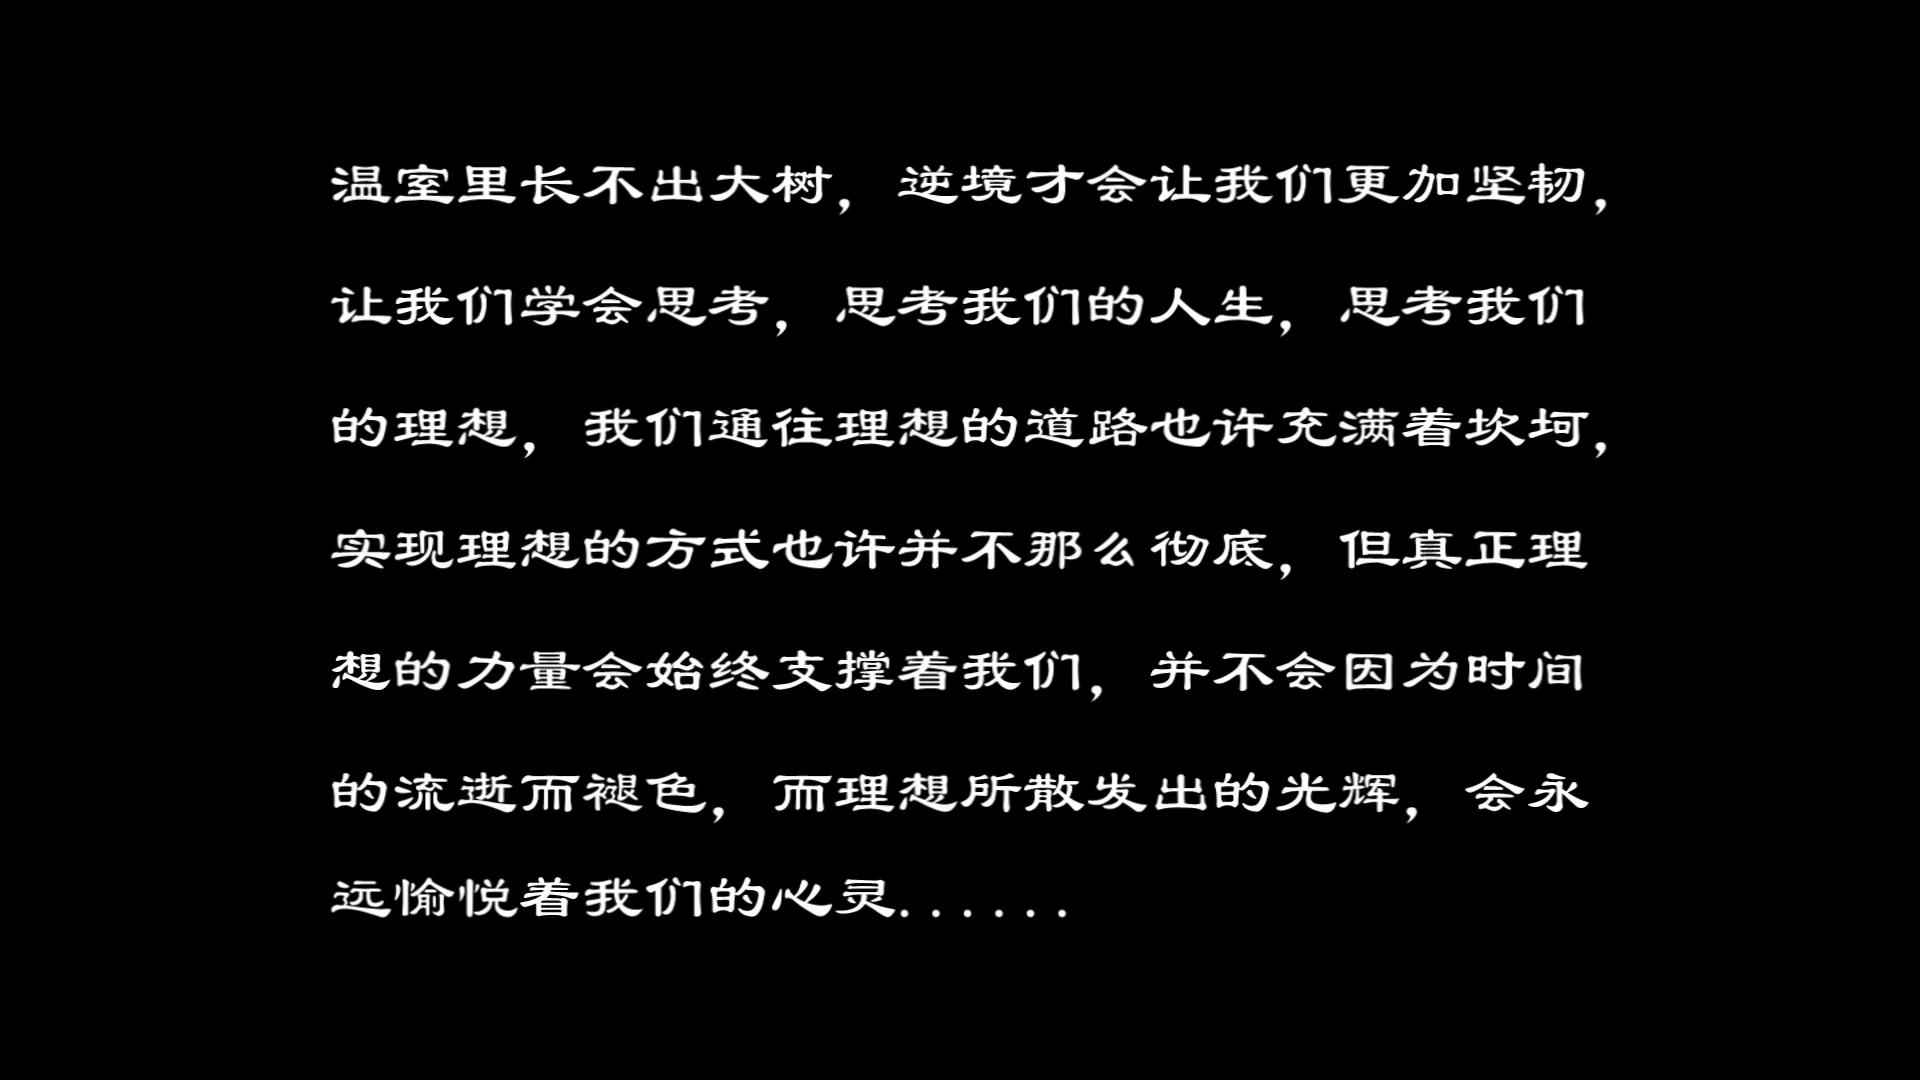 温室里长不出大树，逆境才会让我们更加坚韧，
让我们学会思考，思考我们的人生，思考我们
的理想，我们通往理想的道路也许充满着坎坷，
实现理想的方式也许并不那么彻底，但真正理
想的力量会始终支撑着我们，并不会因为时间
的流逝而褪色，而理想所散发出的光辉，会永
远愉悦着我们的心灵......